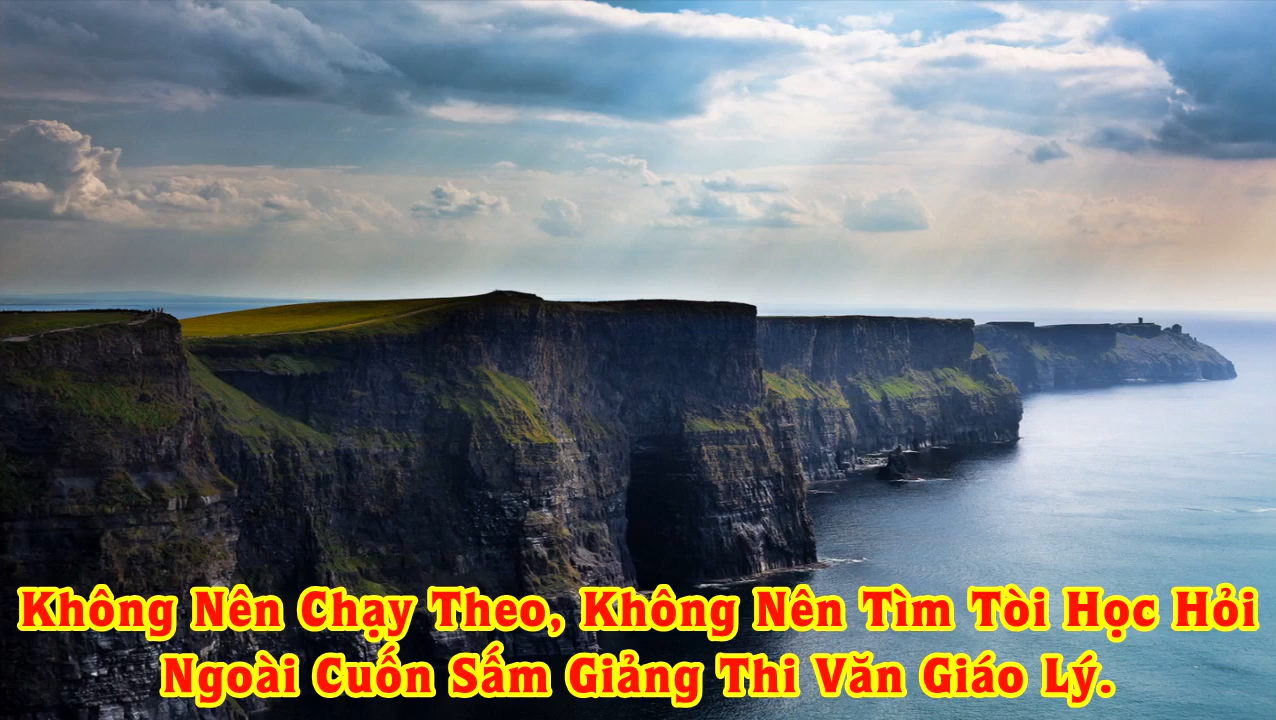 Không Nên Chạy Theo, Không Nên Tìm Tòi Học Hỏi
Ngoài Cuốn Sấm Giảng Thi Văn Giáo Lý.